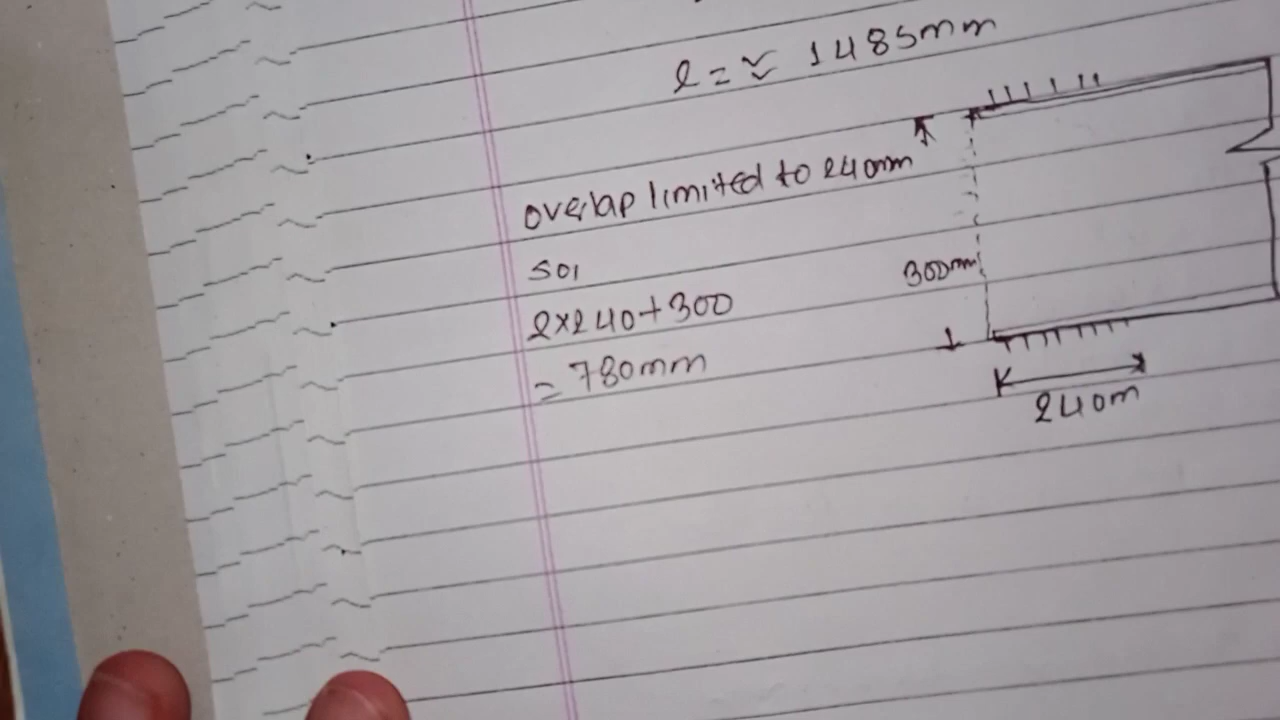 l = ≈ 1485mm
overlap limited to 240mm
so,
2×240+300
= 780mm
300mm
240m